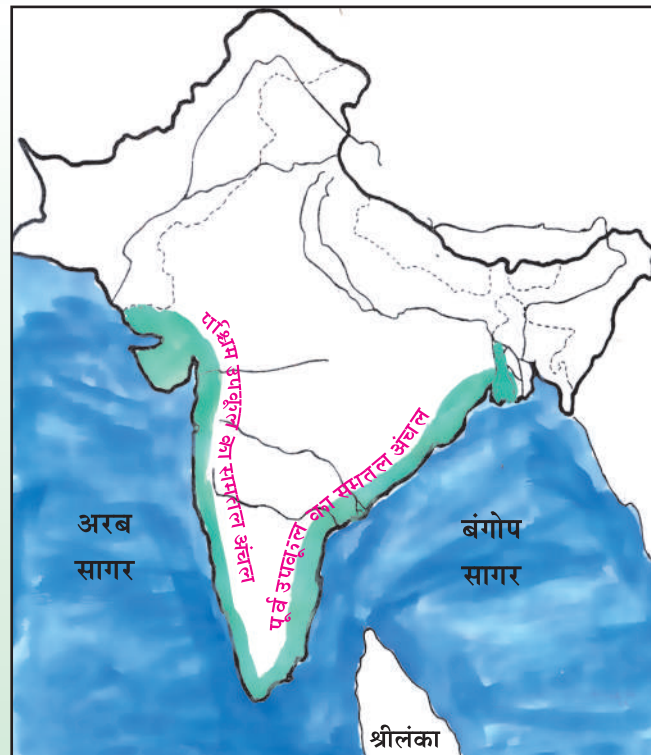 पश्चिम उपकूल का समतल अंचल
पूर्व उपकूल का समतल अंचल
अरब
सागर
बंगोप
सागर
श्रीलंका